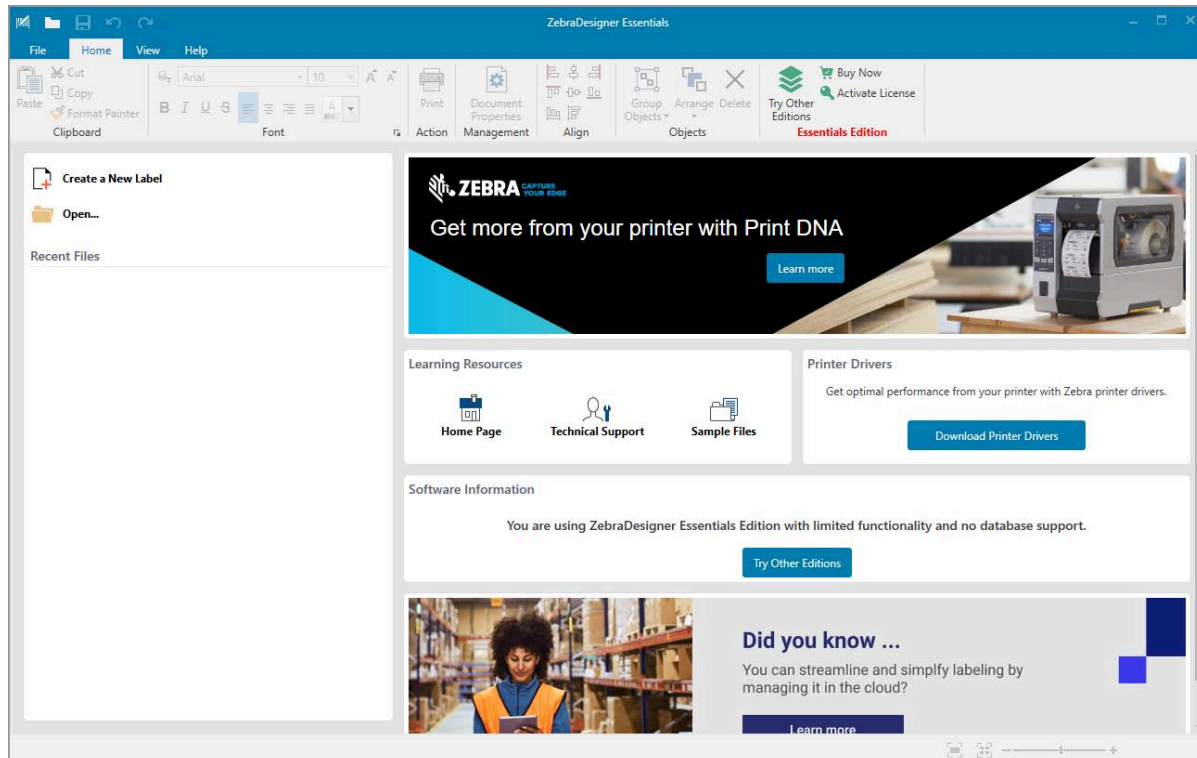 ZebraDesigner Essentials
File Home View Help
Paste
Cut
Copy
Format Painter
Clipboard
Arial 10
B I U S
Font
Print
Action
Document
Properties
Management
Align
Group
Objects
Arrange
Delete
Objects
Try Other
Editions
Buy Now
Activate License
Essentials Edition
Create a New Label
Open...
Recent Files
ZEBRA CAPTURE
YOUR EDGE
Get more from your printer with Print DNA
Learn more
Learning Resources
Home Page
Technical Support
Sample Files
Printer Drivers
Get optimal performance from your printer with Zebra printer drivers.
Download Printer Drivers
Software Information
You are using ZebraDesigner Essentials Edition with limited functionality and no database support.
Try Other Editions
Did you know ...
You can streamline and simplfy labeling by
managing it in the cloud?
Learn more